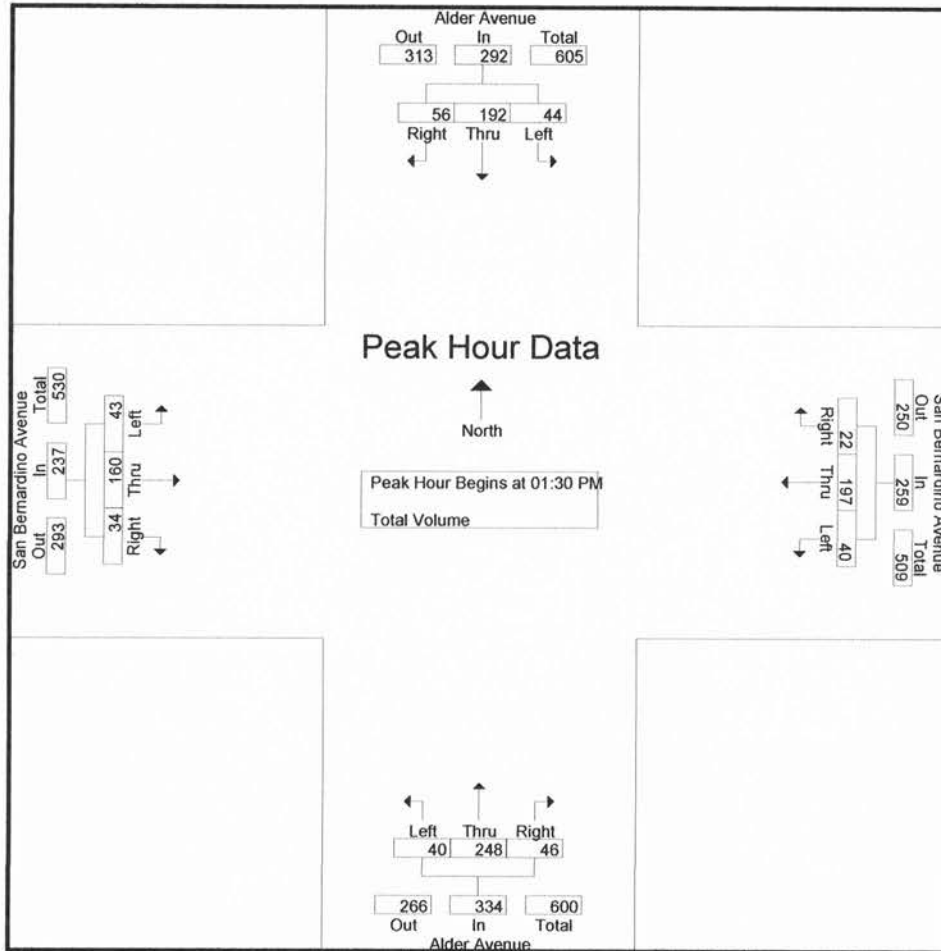 Alder Avenue
Out In Total
313 292 605
56 192 44
Right Thru Left
Peak Hour Data
North
Peak Hour Begins at 01:30 PM
Total Volume
San Bernardino Avenue
Out In Total
293 237 530
43 160 34
Left Thru Right
San Bernardino Avenue
Out In Total
250 259 509
22 197 40
Right Thru Left
Left Thru Right
40 248 46
266 334 600
Out In Total
Alder Avenue